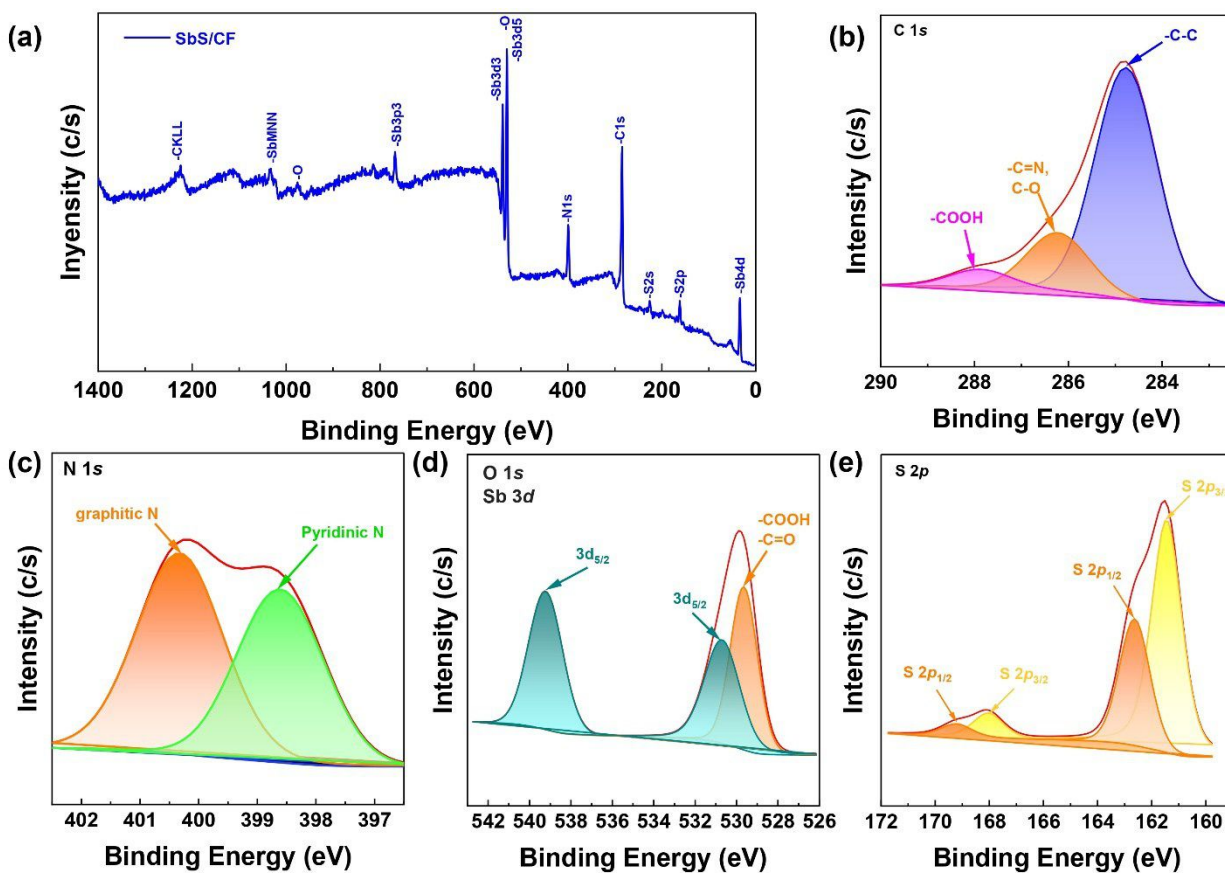 (a)
SbS/CF
-CKLL
-SbMNN
-O
-Sb3p3
-Sb3d3
-O
-Sb3d5
-N1s
-C1s
-S2s
-S2p
-Sb4d
Inyensity (c/s)
1400 1200 1000 800 600 400 200 0
Binding Energy (eV)
(b)
C 1s
-C-C
-C=N,
C-O
-COOH
Intensity (c/s)
290 288 286 284
Binding Energy (eV)
(c)
N 1s
graphitic N
Pyridinic N
Intensity (c/s)
402 401 400 399 398 397
Binding Energy (eV)
(d)
O 1s
Sb 3d
-COOH
-C=O
3d5/2
3d5/2
Intensity (c/s)
542 540 538 536 534 532 530 528 526
Binding Energy (eV)
(e)
S 2p
S 2p3/2
S 2p1/2
S 2p1/2
S 2p3/2
Intensity (c/s)
172 170 168 166 164 162 160
Binding Energy (eV)